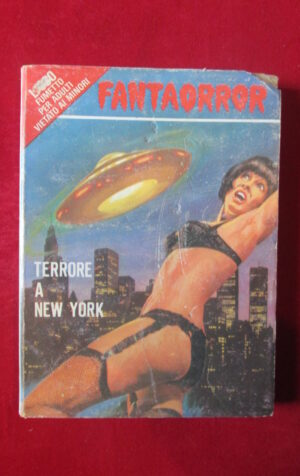 FUMETTO
PER ADULTI
VIETATO AI MINORI
FANTAORROR
TERRORE
A
NEW YORK